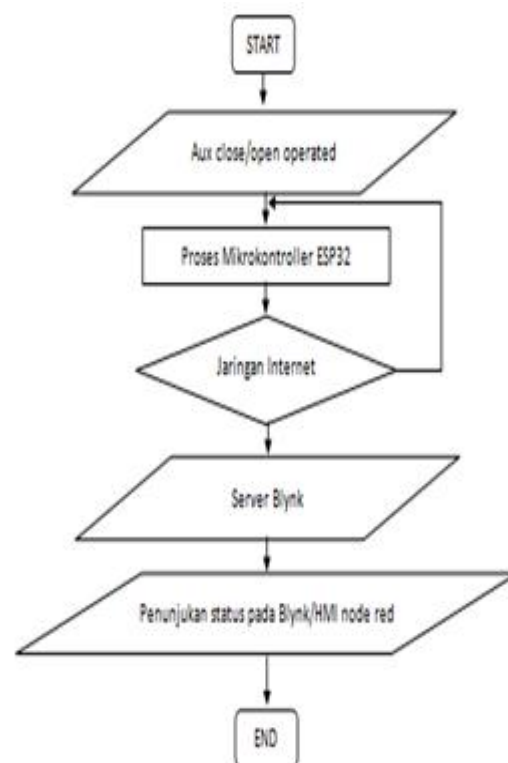 START
Aux close/open operated
Proses Mikrokontroller ESP32
Jaringan Internet
Server Blynk
Penunjukan status pada Blynk/HMI node red
END